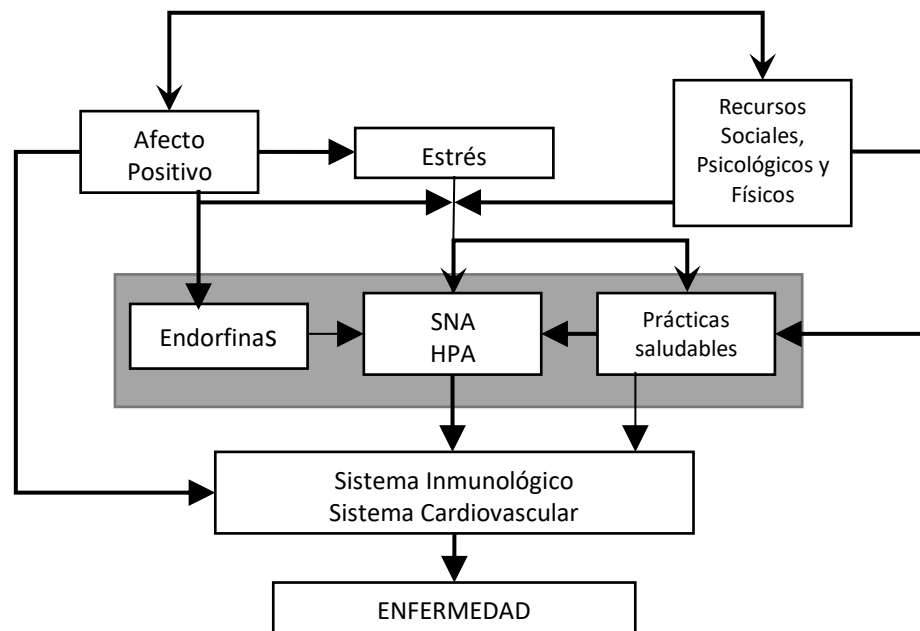 Afecto
Positivo
Estrés
Recursos
Sociales,
Psicológicos y
Físicos
Endorfinas
SNA
HPA
Prácticas
saludables
Sistema Inmunológico
Sistema Cardiovascular
ENFERMEDAD